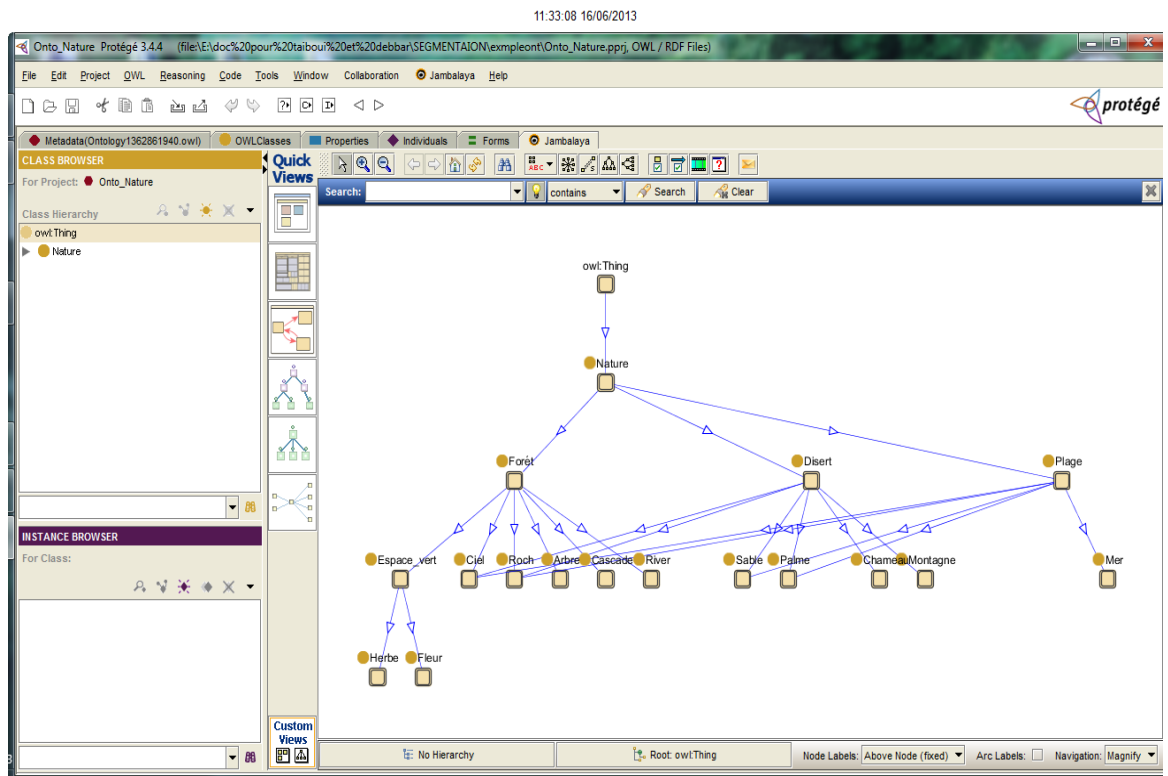 11:33:08 16/06/2013
Onto_Nature Protégé 3.4.4 (file:\E:\doc%20pour%20taiboui%20et%20debbar\SEGMENTAION\exmpleont\Onto_Nature.pprj, OWL / RDF Files)
File Edit Project OWL Reasoning Code Tools Window Collaboration Jambalaya Help
protégé
Metadata(Ontology1362861940.owl) OWLClasses Properties Individuals Forms Jambalaya
CLASS BROWSER
For Project: Onto_Nature
Class Hierarchy
owl:Thing
Nature
INSTANCE BROWSER
For Class:
Quick
Views
Custom
Views
Search: contains Search Clear
owl:Thing
Nature
Forét Disert Plage
Espace_vert Ciel Roch Arbre Cascade River Sable Palme Chameau Montagne Mer
Herbe Fleur
No Hierarchy Root: owl:Thing Node Labels: Above Node (fixed) Arc Labels: Navigation: Magnify